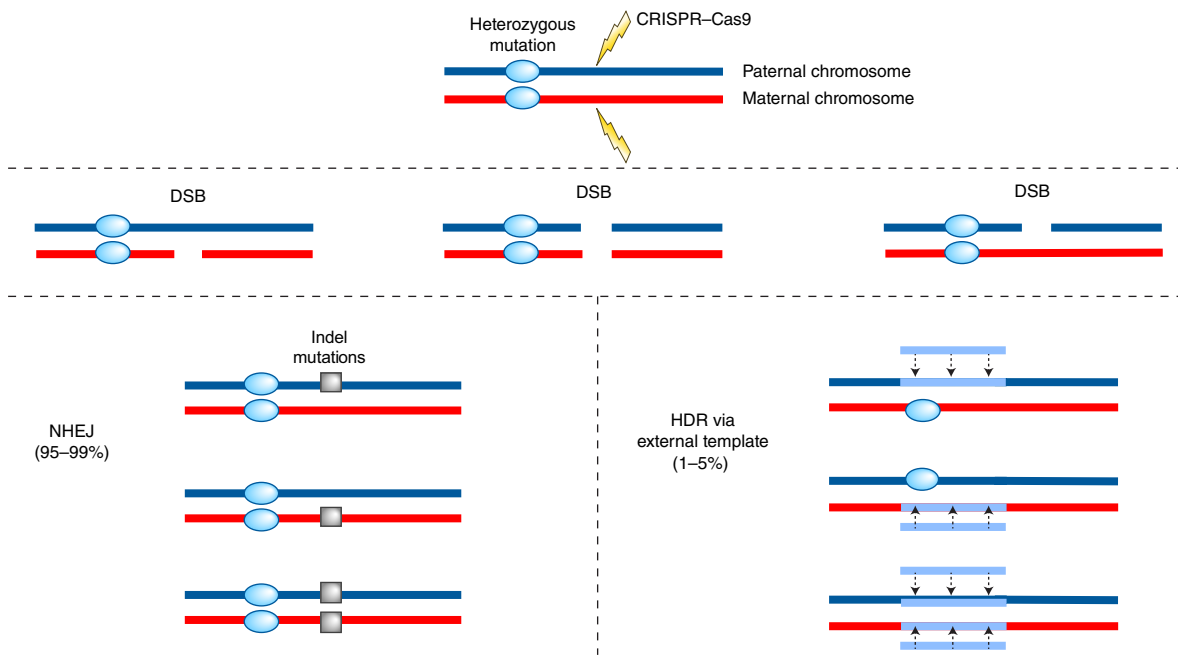 CRISPR–Cas9
Heterozygous
mutation
Paternal chromosome
Maternal chromosome
DSB
DSB
DSB
Indel
mutations
NHEJ
(95–99%)
HDR via
external template
(1–5%)